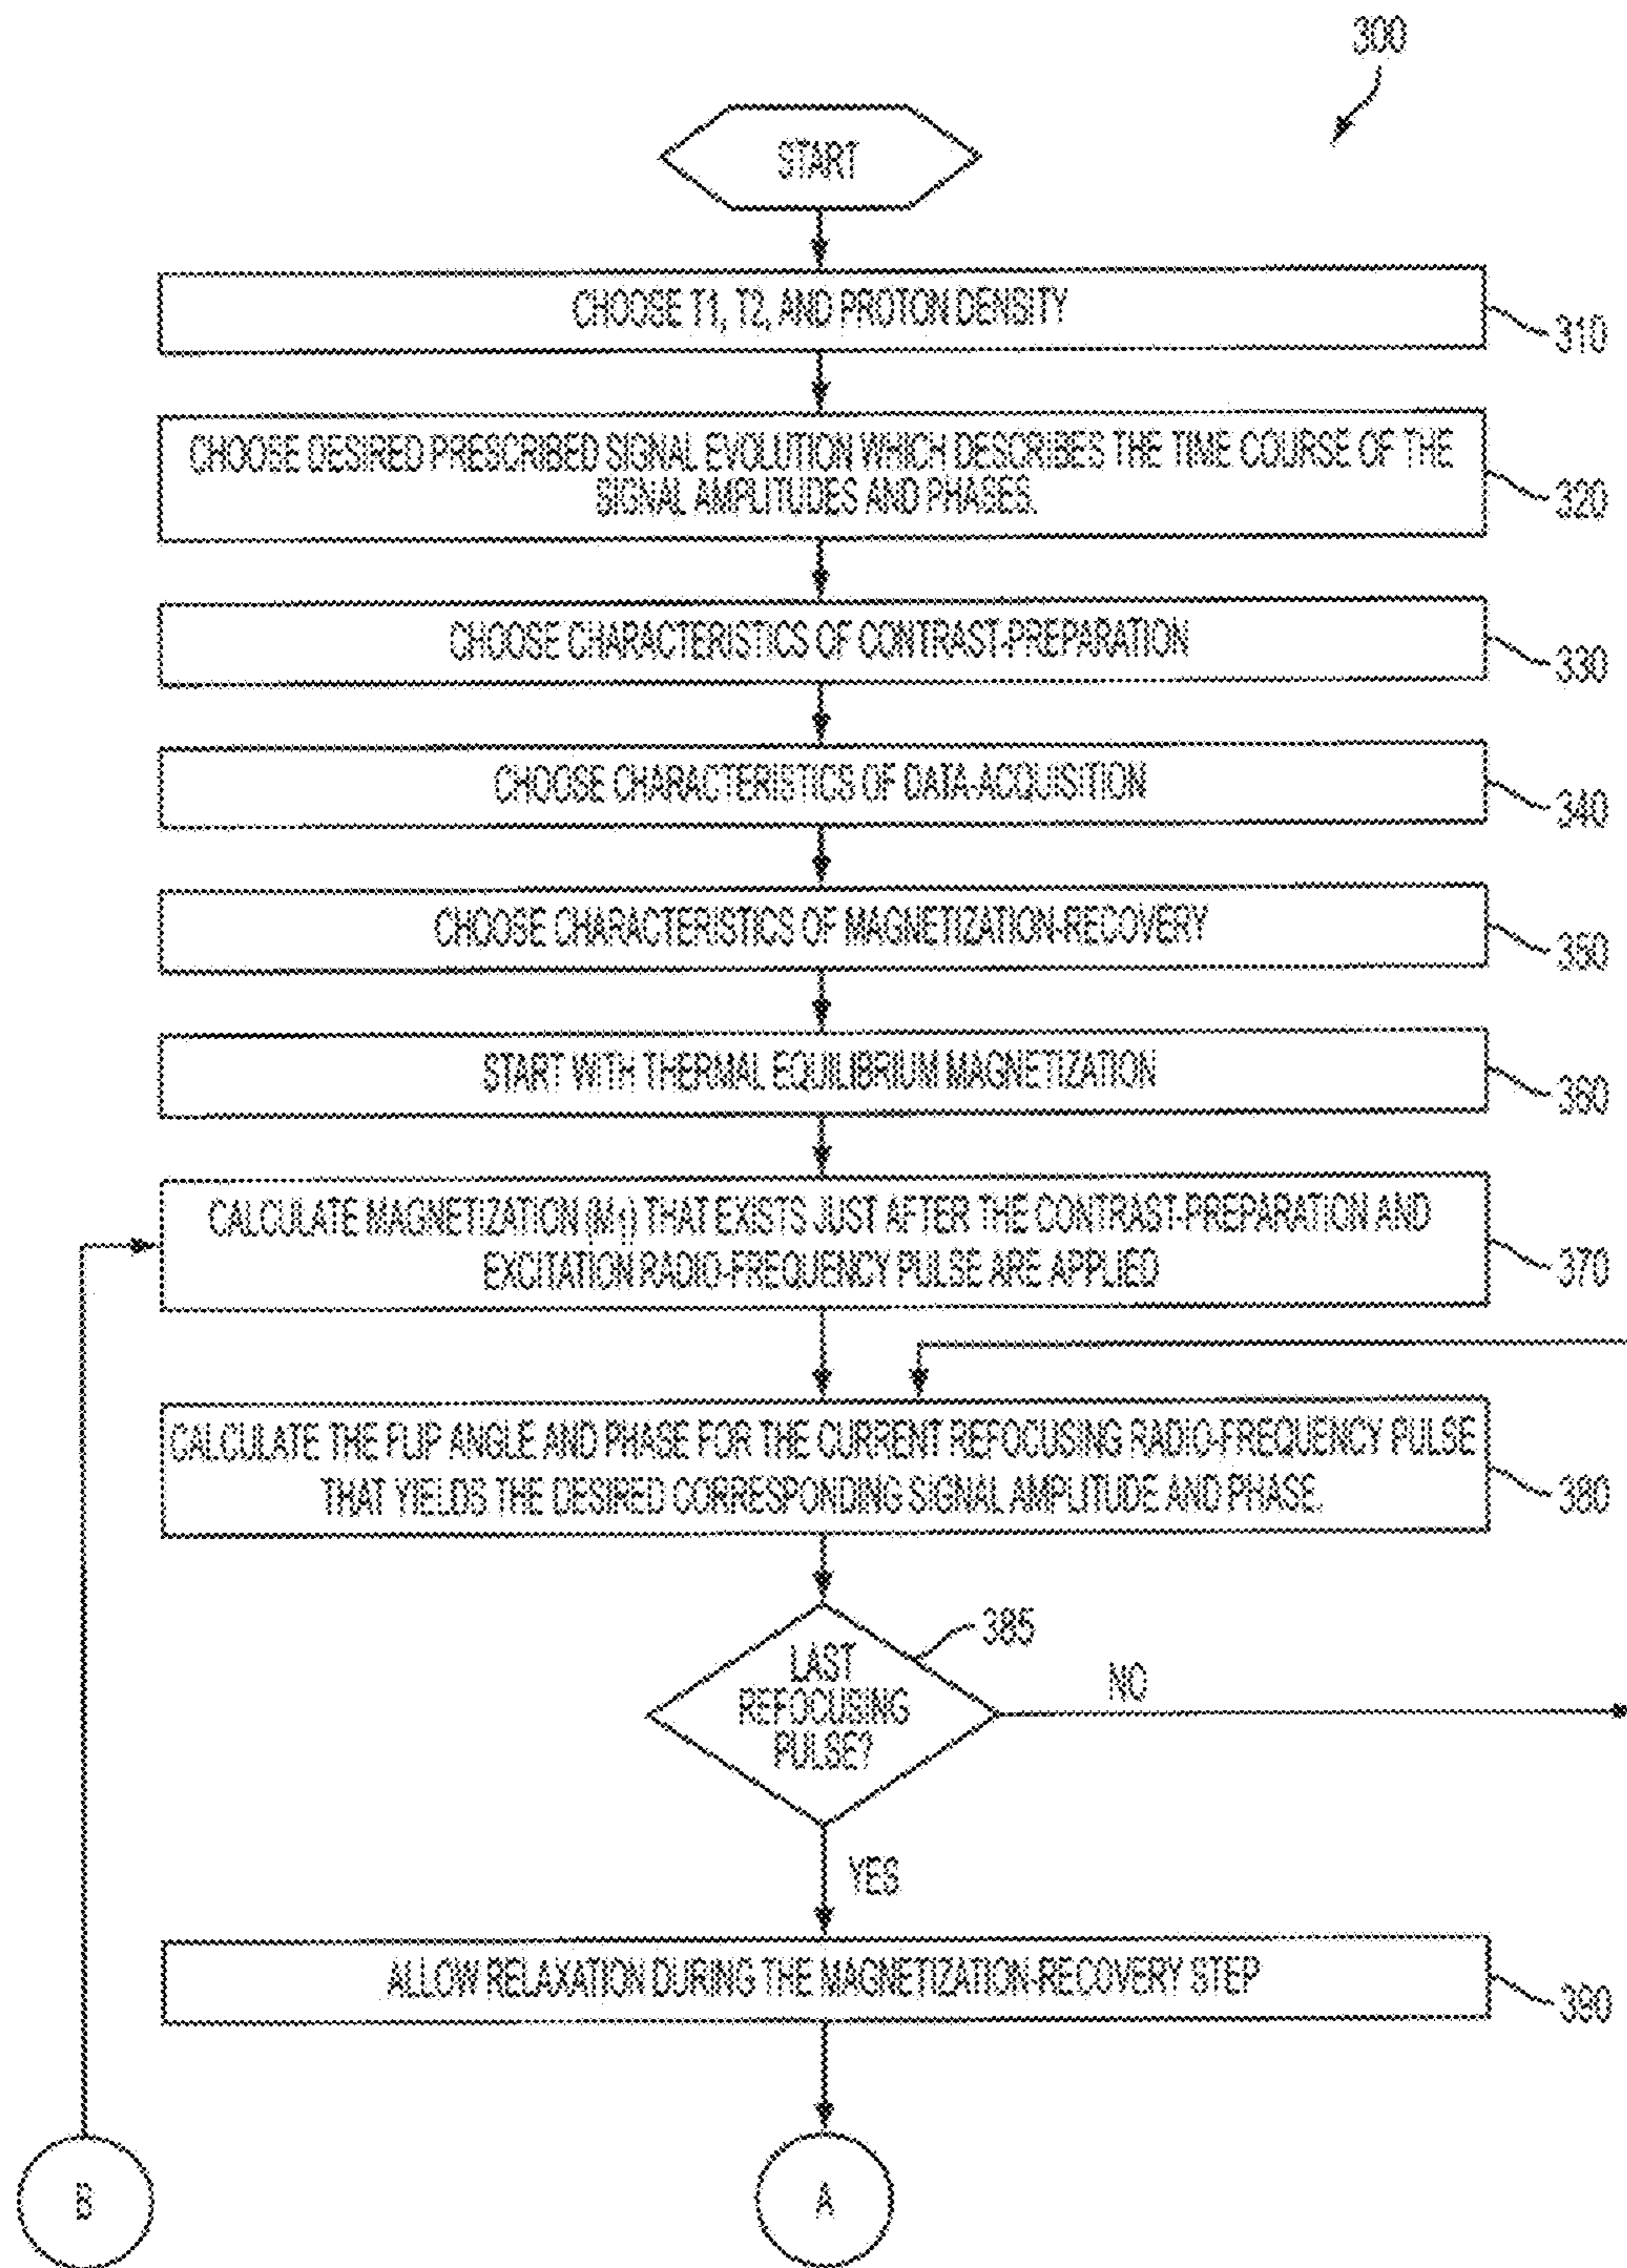 300
START
CHOOSE T1, T2, AND PROTON DENSITY
310
CHOOSE DESIRED PRESCRIBED SIGNAL EVOLUTION WHICH DESCRIBES THE TIME COURSE OF THE
SIGNAL AMPLITUDES AND PHASES.
320
CHOOSE CHARACTERISTICS OF CONTRAST-PREPARATION
330
CHOOSE CHARACTERISTICS OF DATA-ACQUISITION
340
CHOOSE CHARACTERISTICS OF MAGNETIZATION-RECOVERY
350
START WITH THERMAL EQUILIBRIUM MAGNETIZATION
360
CALCULATE MAGNETIZATION (M1) THAT EXISTS JUST AFTER THE CONTRAST-PREPARATION AND
EXCITATION RADIO-FREQUENCY PULSE ARE APPLIED
370
CALCULATE THE FLIP ANGLE AND PHASE FOR THE CURRENT REFOCUSING RADIO-FREQUENCY PULSE
THAT YIELDS THE DESIRED CORRESPONDING SIGNAL AMPLITUDE AND PHASE.
380
385
LAST
REFOCUSING
PULSE?
NO
YES
ALLOW RELAXATION DURING THE MAGNETIZATION-RECOVERY STEP
390
B
A